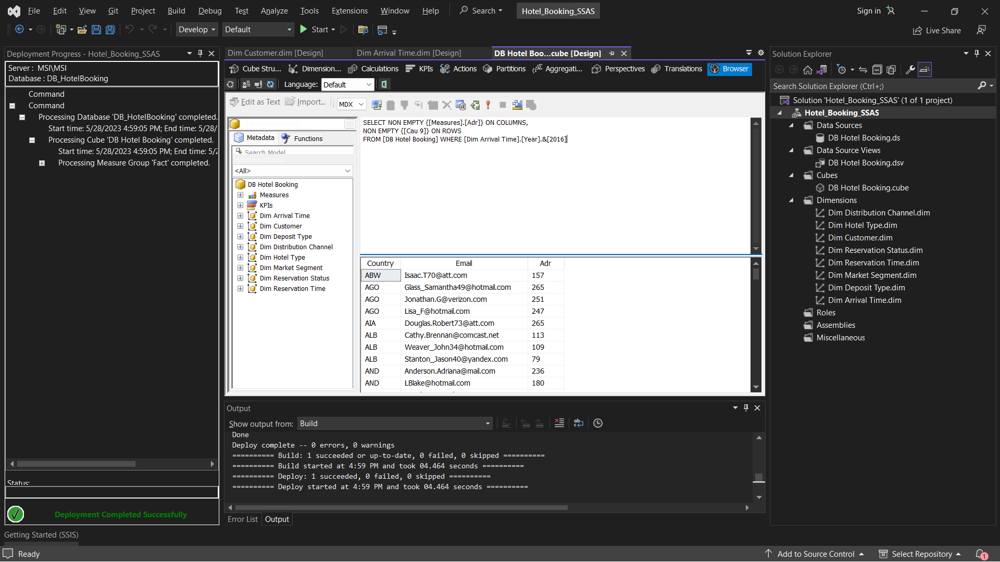 File Edit View Git Project Build Debug Test Analyze Tools Extensions Window Help Search Hotel_Booking_SSAS Sign in
Develop Default Start Live Share
Deployment Progress - Hotel_Booking_SSAS
Server : MSI\MSI
Database : DB_HotelBooking
Command
Command
Processing Database 'DB_HotelBooking' completed.
Start time: 5/28/2023 4:59:05 PM; End time: 5/28/
Processing Cube 'DB Hotel Booking' completed.
Start time: 5/28/2023 4:59:05 PM; End time: 5/2
Processing Measure Group 'Fact' completed.
Status:
Deployment Completed Successfully
Dim Customer.dim [Design] Dim Arrival Time.dim [Design] DB Hotel Boo...cube [Design]
Cube Stru... Dimension... Calculations KPIs Actions Partitions Aggregati... Perspectives Translations Browser
Language: Default
Edit as Text Import... MDX
Metadata Functions
Search Model
Measure Group:
<All>
DB Hotel Booking
Measures
KPIs
Dim Arrival Time
Dim Customer
Dim Deposit Type
Dim Distribution Channel
Dim Hotel Type
Dim Market Segment
Dim Reservation Status
Dim Reservation Time
SELECT NON EMPTY {[Measures].[Adr]} ON COLUMNS,
NON EMPTY {[Cau 9]} ON ROWS
FROM [DB Hotel Booking] WHERE [Dim Arrival Time].[Year].&[2016]
Country Email Adr
ABW Isaac.T70@att.com 157
AGO Glass_Samantha49@hotmail.com 265
AGO Jonathan.G@verizon.com 251
AGO Lisa_F@hotmail.com 247
AIA Douglas.Robert73@att.com 265
ALB Cathy.Brennan@comcast.net 113
ALB Weaver_John34@hotmail.com 109
ALB Stanton_Jason40@yandex.com 79
AND Anderson.Adriana@mail.com 236
AND LBlake@hotmail.com 180
Output
Show output from: Build
Done
Deploy complete -- 0 errors, 0 warnings
========== Build: 1 succeeded or up-to-date, 0 failed, 0 skipped ==========
========== Build started at 4:59 PM and took 04.464 seconds ==========
========== Deploy: 1 succeeded, 0 failed, 0 skipped ==========
========== Deploy started at 4:59 PM and took 04.464 seconds ==========
Error List Output
Solution Explorer
Search Solution Explorer (Ctrl+;)
Solution 'Hotel_Booking_SSAS' (1 of 1 project)
Hotel_Booking_SSAS
Data Sources
DB Hotel Booking.ds
Data Source Views
DB Hotel Booking.dsv
Cubes
DB Hotel Booking.cube
Dimensions
Dim Distribution Channel.dim
Dim Hotel Type.dim
Dim Customer.dim
Dim Reservation Status.dim
Dim Reservation Time.dim
Dim Market Segment.dim
Dim Deposit Type.dim
Dim Arrival Time.dim
Roles
Assemblies
Miscellaneous
Getting Started (SSIS)
Ready Add to Source Control Select Repository 1